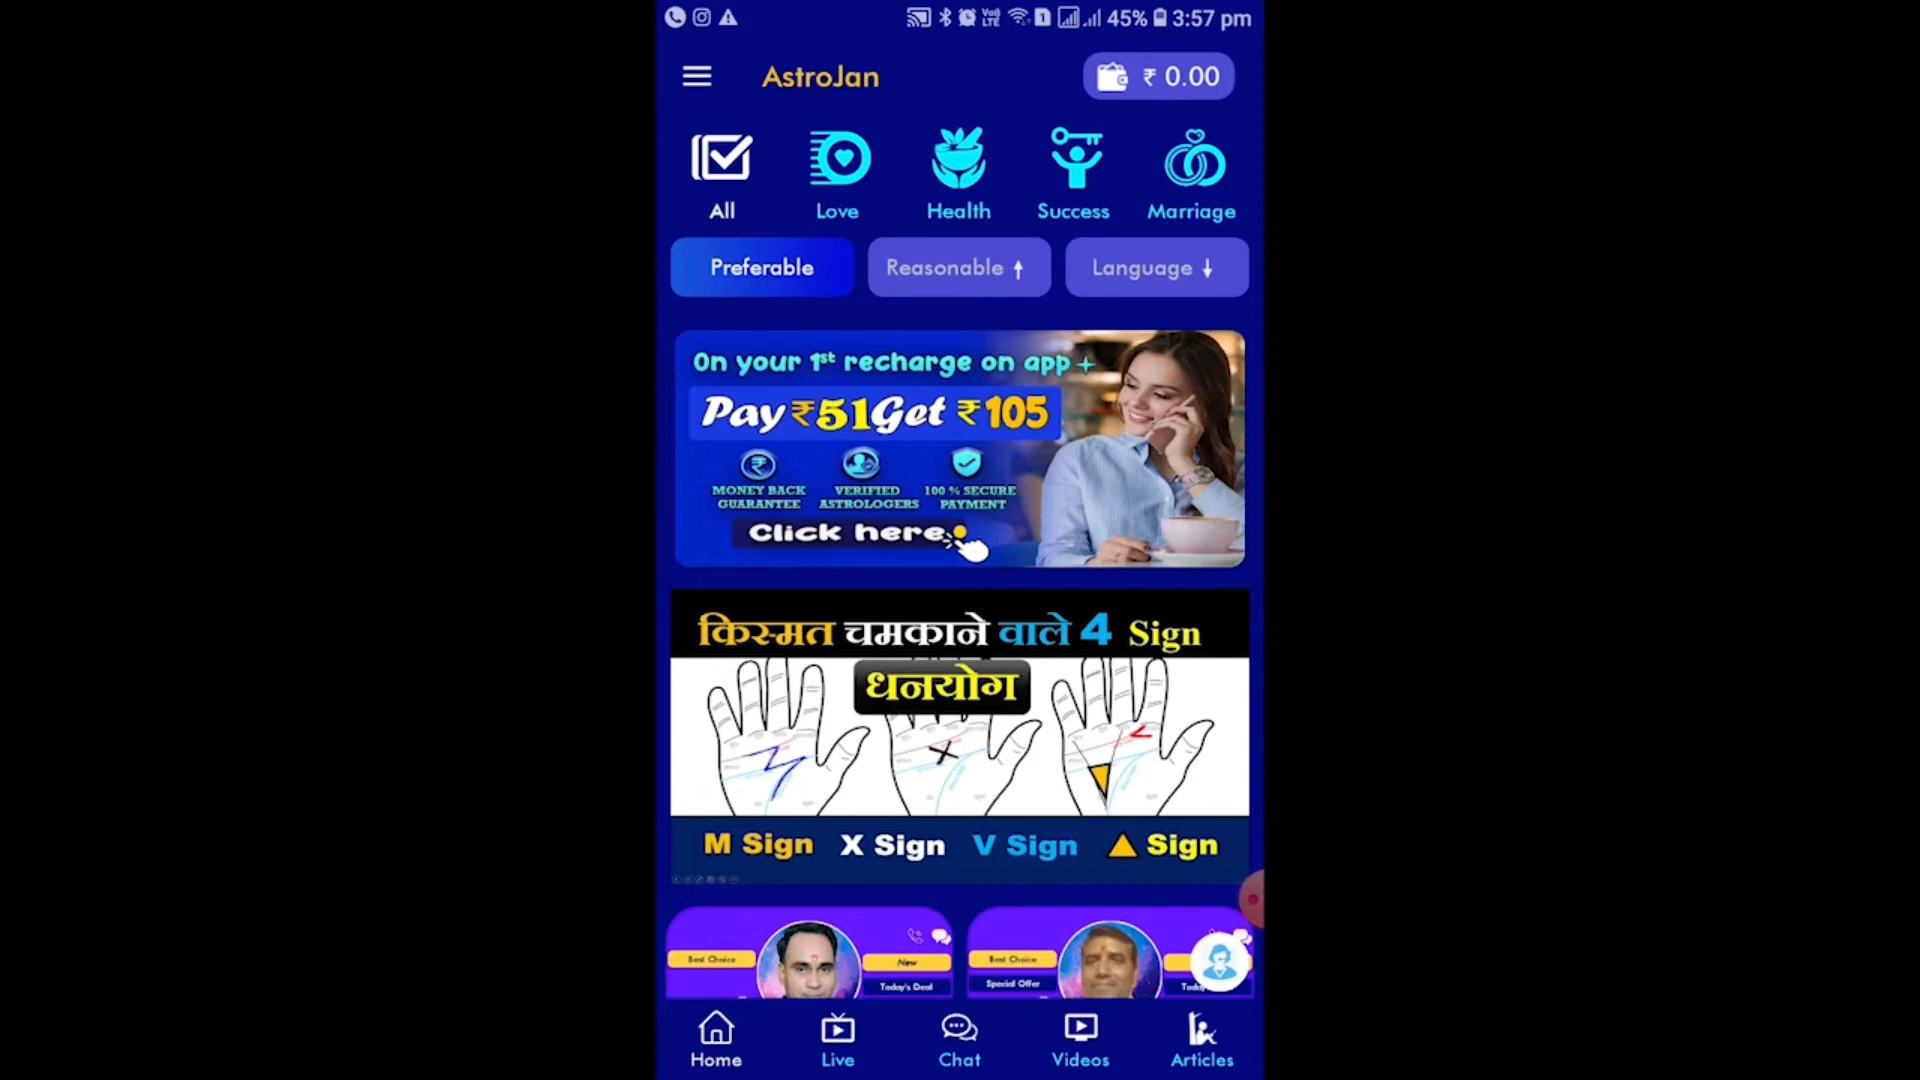 VoLTE 1 45% 3:57 pm
AstroJan ₹ 0.00
All Love Health Success Marriage
Preferable Reasonable ↑ Language ↓
On your 1st recharge on app
Pay ₹51 Get ₹105
MONEY BACK GUARANTEE
VERIFIED ASTROLOGERS
100 % SECURE PAYMENT
Click here
किस्मत चमकाने वाले 4 Sign
धनयोग
M Sign X Sign V Sign ▲ Sign
Best Choice New Best Choice
Today's Deal Special Offer
Home Live Chat Videos Articles